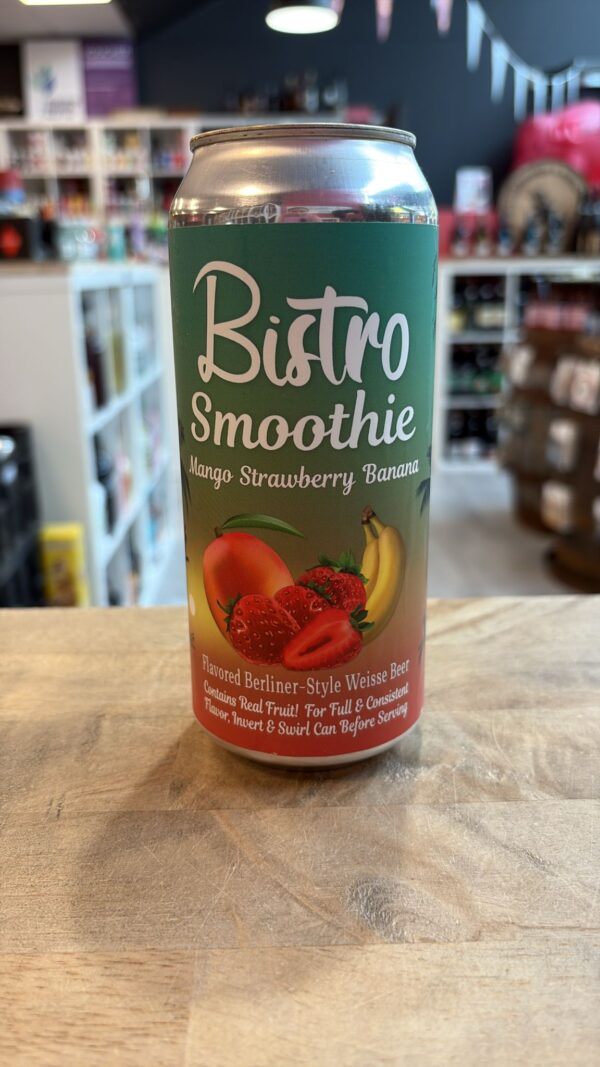 Bistro
Smoothie
Mango Strawberry Banana
Flavored Berliner-Style Weisse Beer
Contains Real Fruit! For Full & Consistent
Flavor, Invert & Swirl Can Before Serving